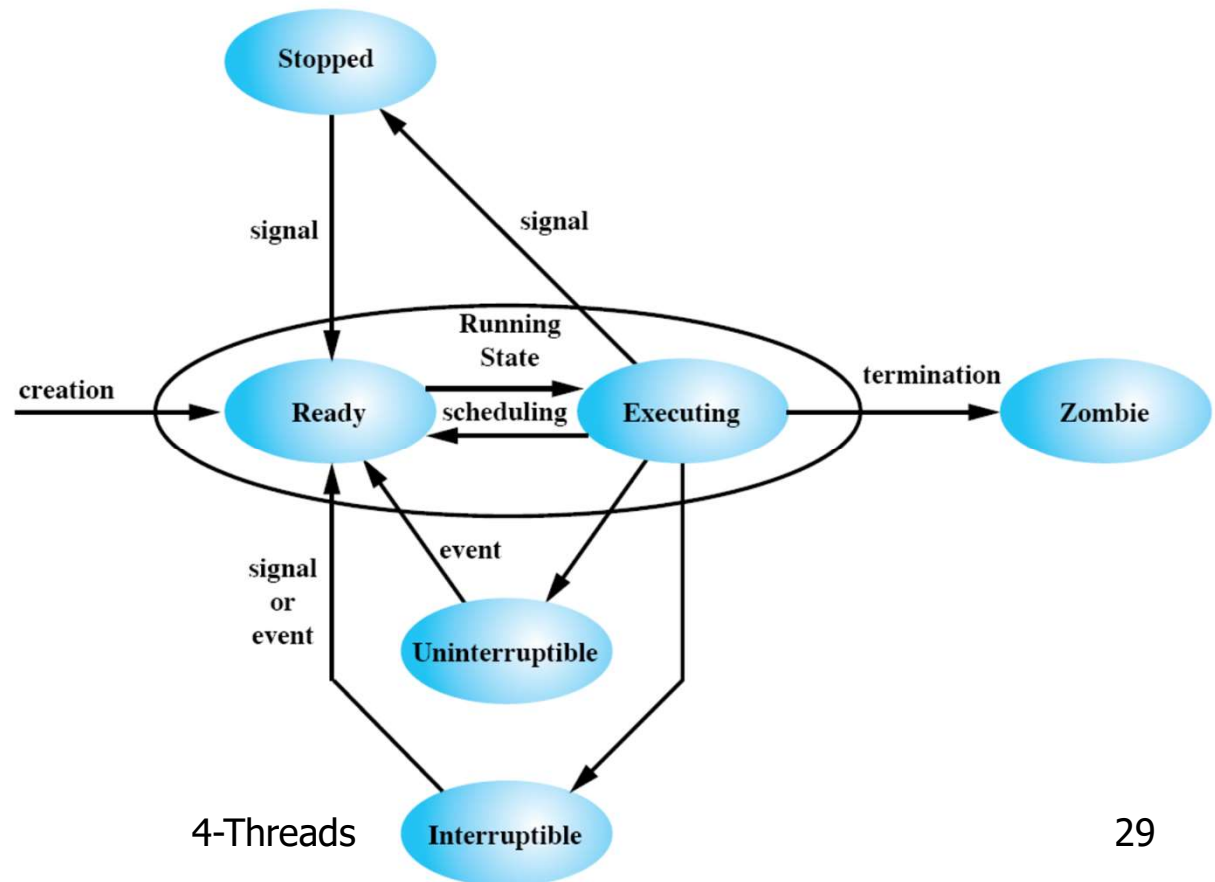 Stopped
signal
signal
Running
State
creation
termination
Ready
scheduling
Executing
Zombie
event
signal
or
event
Uninterruptible
4-Threads
Interruptible
29